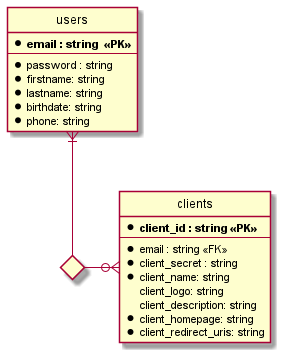 users
email : string «PK»
password : string
firstname: string
lastname: string
birthdate: string
phone: string
clients
client_id : string «PK»
email : string «FK»
client_secret : string
client_name: string
client_logo: string
client_description: string
client_homepage: string
client_redirect_uris: string